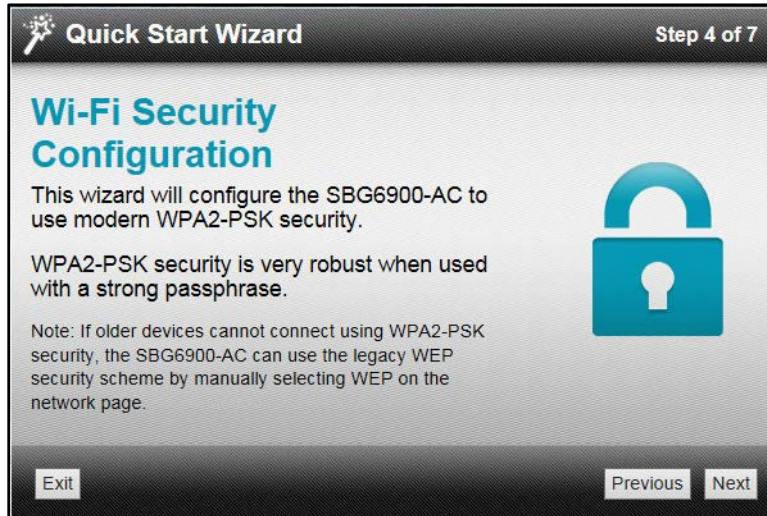 Quick Start Wizard
Step 4 of 7
Wi-Fi Security
Configuration
This wizard will configure the SBG6900-AC to
use modern WPA2-PSK security.
WPA2-PSK security is very robust when used
with a strong passphrase.
Note: If older devices cannot connect using WPA2-PSK
security, the SBG6900-AC can use the legacy WEP
security scheme by manually selecting WEP on the
network page.
Exit
Previous
Next